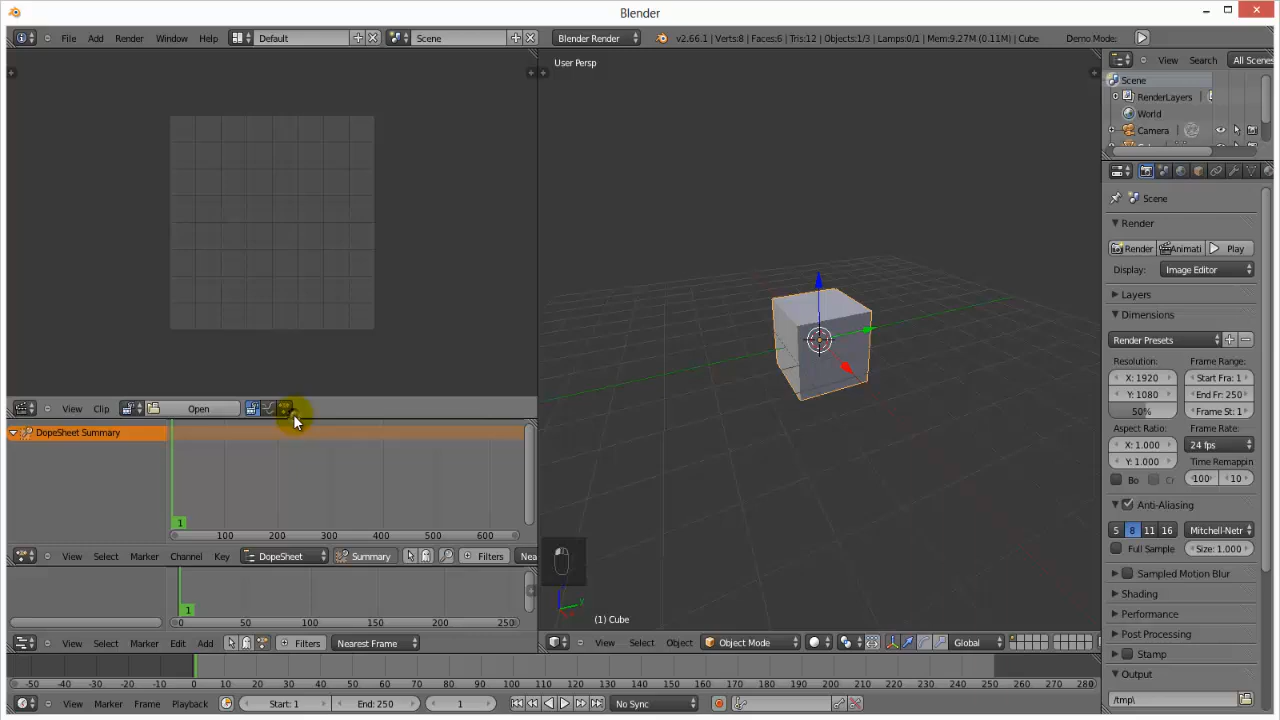 Blender
File Add Render Window Help Default Scene Blender Render v2.66.1 | Verts:8 | Faces:6 | Tris:12 | Objects:1/3 | Lamps:0/1 | Mem:9.27M (0.11M) | Cube Demo Mode:
User Persp
View Search All Scenes
Scene
RenderLayers
World
Camera
Scene
Render
Render Animati Play
Display: Image Editor
Layers
Dimensions
Render Presets
Resolution: Frame Range:
X: 1920 Start Fra: 1
Y: 1080 End Fr: 250
50% Frame St: 1
Aspect Ratio: Frame Rate:
X: 1.000 24 fps
Y: 1.000 Time Remappin
Bo Cr 100 10
Anti-Aliasing
5 8 11 16 Mitchell-Netr
Full Sample Size: 1.000
Sampled Motion Blur
Shading
Performance
Post Processing
Stamp
Output
/tmp\
View Clip Open
DopeSheet Summary
1
100 200 300 400 500 600
View Select Marker Channel Key DopeSheet Summary Filters Nea
1
0 50 100 150 200 250
View Select Marker Edit Add Filters Nearest Frame
(1) Cube
View Select Object Object Mode Global
-50 -40 -30 -20 -10 0 10 20 30 40 50 60 70 80 90 100 110 120 130 140 150 160 170 180 190 200 210 220 230 240 250 260 270 280
View Marker Frame Playback Start: 1 End: 250 1 No Sync